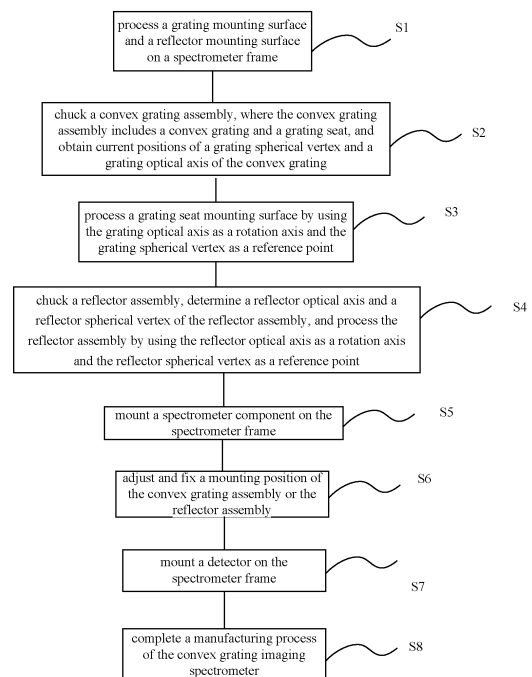 process a grating mounting surface
and a reflector mounting surface
on a spectrometer frame
S1
chuck a convex grating assembly, where the convex grating
assembly includes a convex grating and a grating seat, and
obtain current positions of a grating spherical vertex and a
grating optical axis of the convex grating
S2
process a grating seat mounting surface by using
the grating optical axis as a rotation axis and the
grating spherical vertex as a reference point
S3
chuck a reflector assembly, determine a reflector optical axis and a
reflector spherical vertex of the reflector assembly, and process the
reflector assembly by using the reflector optical axis as a rotation axis
and the reflector spherical vertex as a reference point
S4
mount a spectrometer component on the
spectrometer frame
S5
adjust and fix a mounting position of
the convex grating assembly or the
reflector assembly
S6
mount a detector on the
spectrometer frame
S7
complete a manufacturing process
of the convex grating imaging
spectrometer
S8